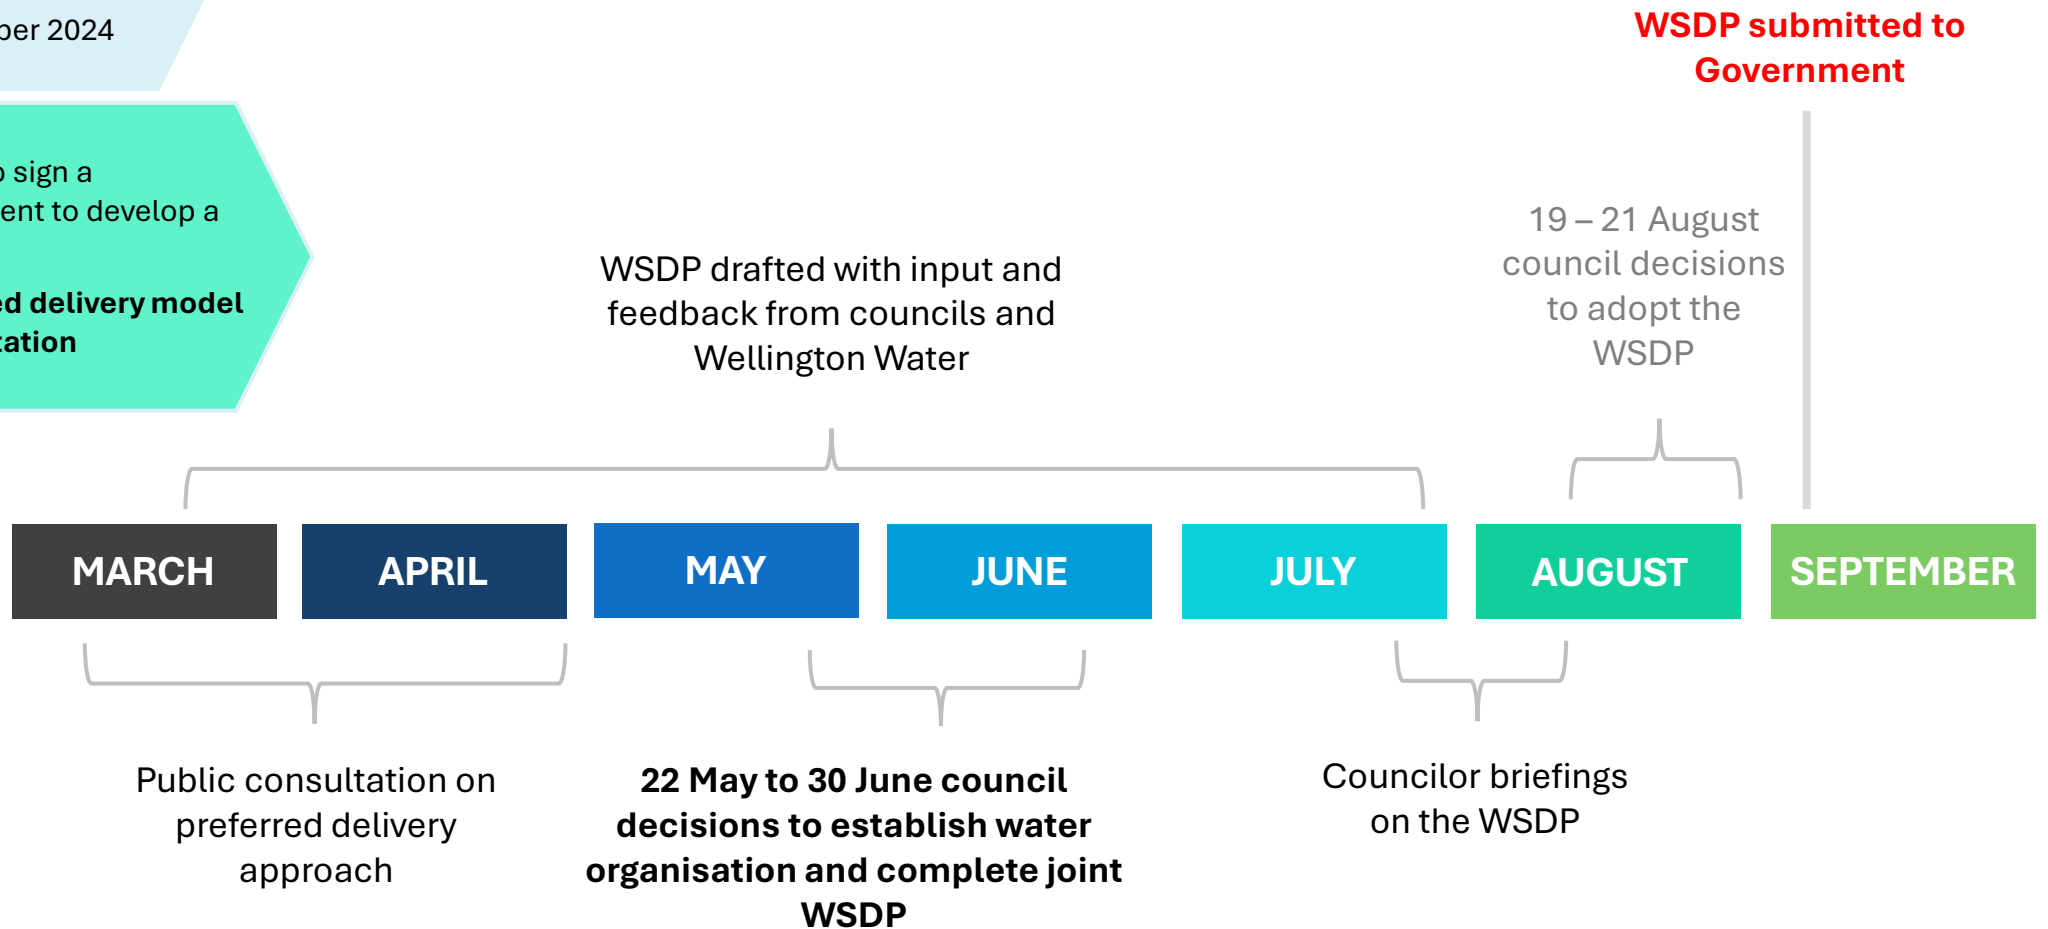 2024
WSDP submitted to
Government
sign a
to develop a
delivery model
19 – 21 August
council decisions
to adopt the
WSDP
WSDP drafted with input and
feedback from councils and
Wellington Water
MARCH
APRIL
MAY
JUNE
JULY
AUGUST
SEPTEMBER
Public consultation on
preferred delivery
approach
22 May to 30 June council
decisions to establish water
organisation and complete joint
WSDP
Councilor briefings
on the WSDP